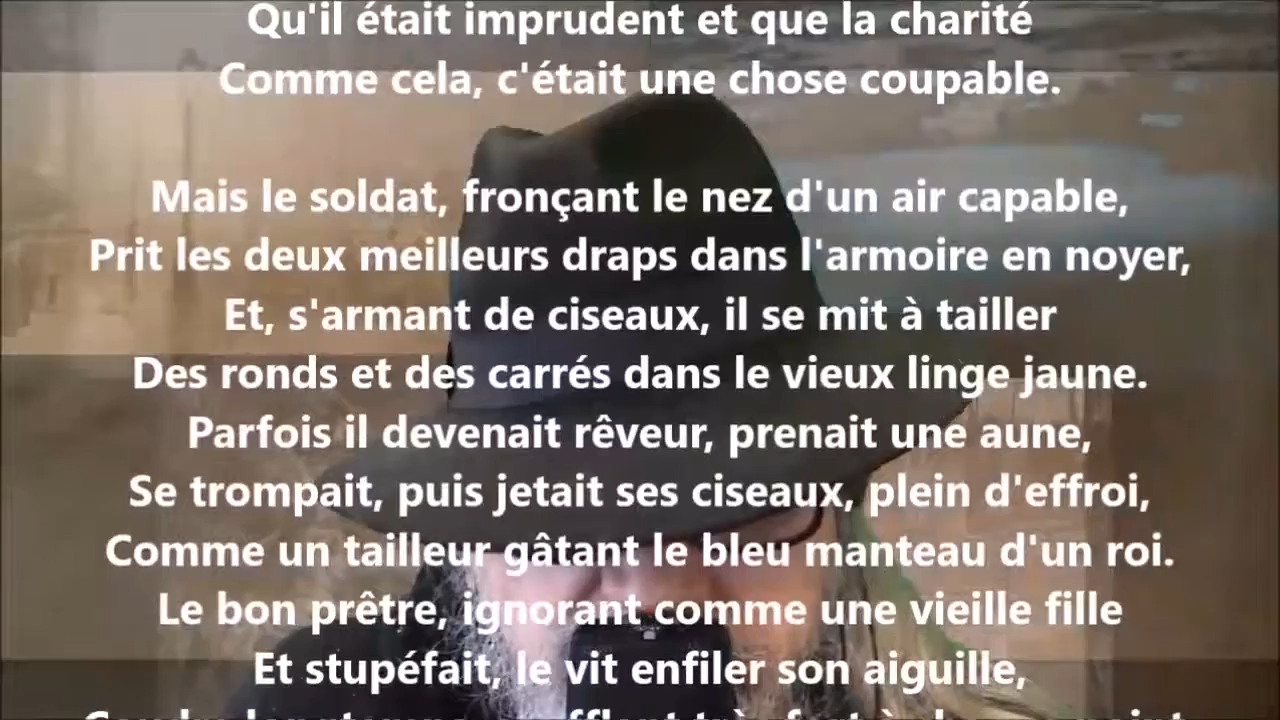 Qu'il était imprudent et que la charité
Comme cela, c'était une chose coupable.
Mais le soldat, fronçant le nez d'un air capable,
Prit les deux meilleurs draps dans l'armoire en noyer,
Et, s'armant de ciseaux, il se mit à tailler
Des ronds et des carrés dans le vieux linge jaune.
Parfois il devenait rêveur, prenait une aune,
Se trompait, puis jetait ses ciseaux, plein d'effroi,
Comme un tailleur gâtant le bleu manteau d'un roi.
Le bon prêtre, ignorant comme une vieille fille
Et stupéfait, le vit enfiler son aiguille,